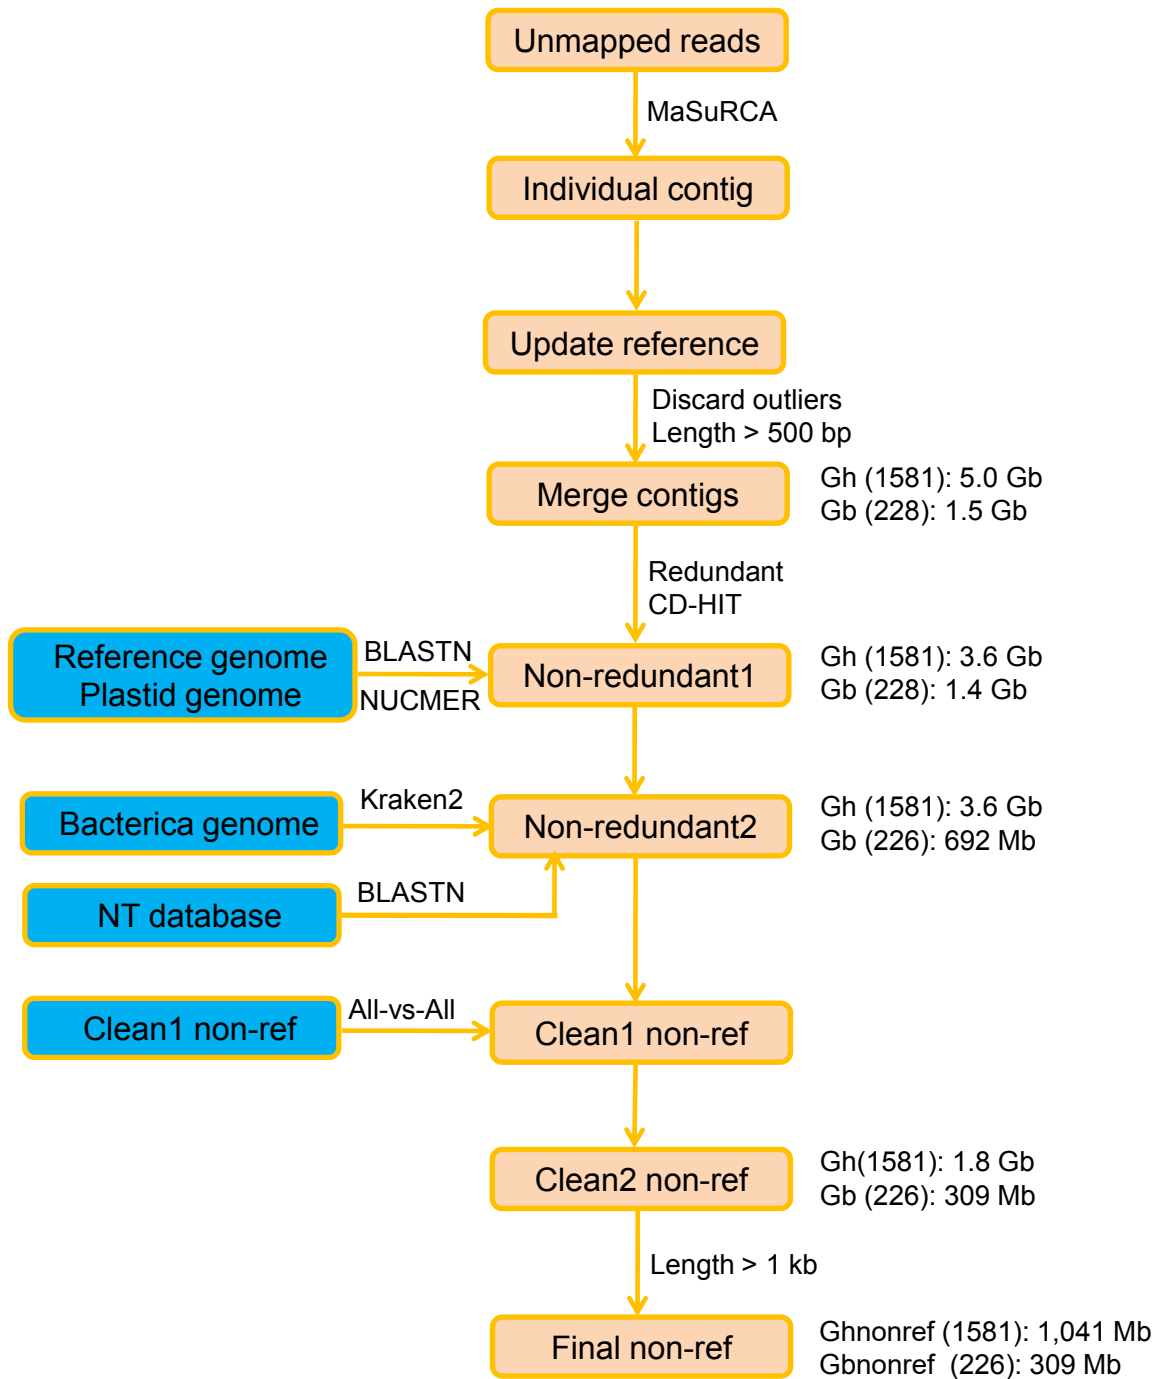 Unmapped reads
MaSuRCA
Individual contig
Update reference
Discard outliers
Length > 500 bp
Merge contigs
Gh (1581): 5.0 Gb
Gb (228): 1.5 Gb
Redundant
CD-HIT
Reference genome
Plastid genome
BLASTN
NUCMER
Non-redundant1
Gh (1581): 3.6 Gb
Gb (228): 1.4 Gb
Bacterica genome
Kraken2
Non-redundant2
Gh (1581): 3.6 Gb
Gb (226): 692 Mb
NT database
BLASTN
Clean1 non-ref
All-vs-All
Clean1 non-ref
Clean2 non-ref
Gh(1581): 1.8 Gb
Gb (226): 309 Mb
Length > 1 kb
Final non-ref
Ghnonref (1581): 1,041 Mb
Gbnonref (226): 309 Mb